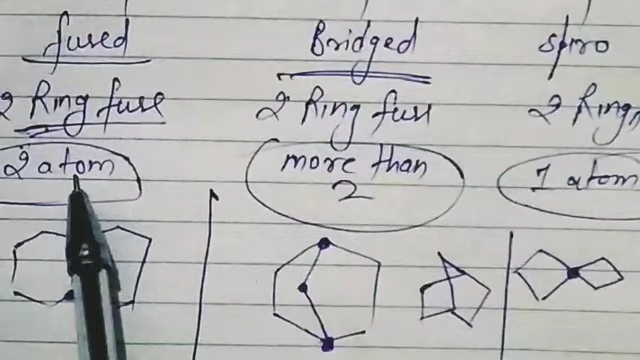 fused Bridged spiro
2 Ring fuse 2 Ring fuse 2 Ring
2 atom more than 1 atom
2